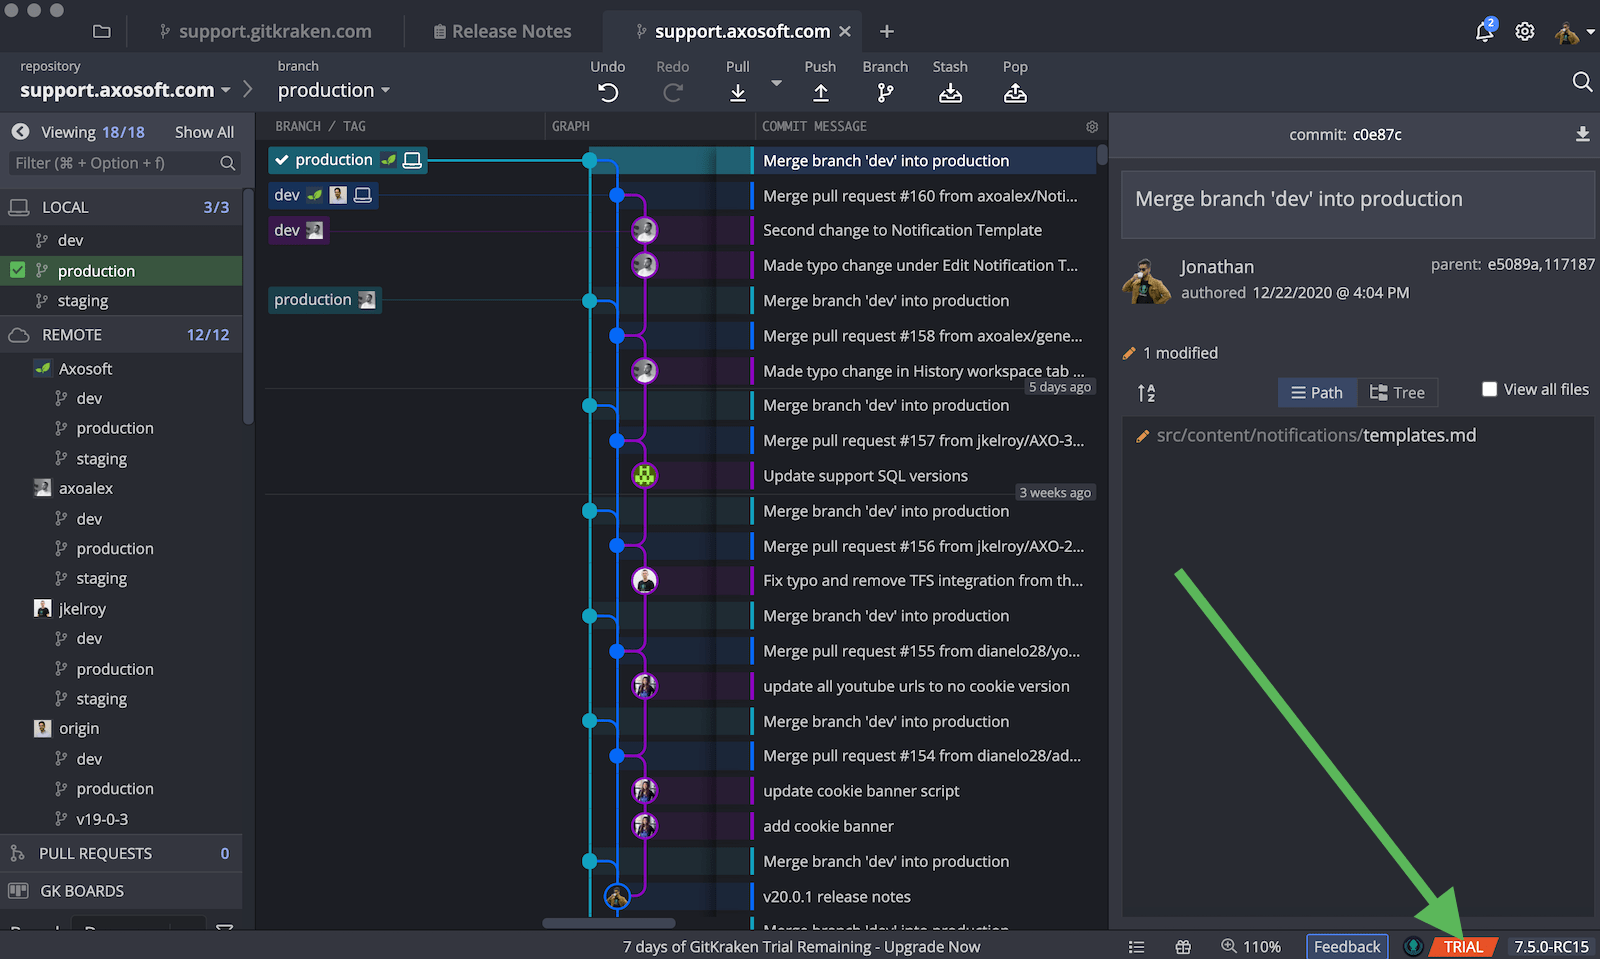 support.gitkraken.com
Release Notes
support.axosoft.com
2
repository
support.axosoft.com
branch
production
Undo
Redo
Pull
Push
Branch
Stash
Pop
Viewing 18/18
Show All
Filter (⌘ + Option + f)
LOCAL 3/3
dev
production
staging
REMOTE 12/12
Axosoft
dev
production
staging
axoalex
dev
production
staging
jkelroy
dev
production
staging
origin
dev
production
v19-0-3
PULL REQUESTS 0
GK BOARDS
BRANCH / TAG
GRAPH
COMMIT MESSAGE
production
Merge branch 'dev' into production
dev
Merge pull request #160 from axoalex/Noti...
dev
Second change to Notification Template
Made typo change under Edit Notification T...
production
Merge branch 'dev' into production
Merge pull request #158 from axoalex/gene...
Made typo change in History workspace tab ...
5 days ago
Merge branch 'dev' into production
Merge pull request #157 from jkelroy/AXO-3...
Update support SQL versions
3 weeks ago
Merge branch 'dev' into production
Merge pull request #156 from jkelroy/AXO-2...
Fix typo and remove TFS integration from th...
Merge branch 'dev' into production
Merge pull request #155 from dianelo28/yo...
update all youtube urls to no cookie version
Merge branch 'dev' into production
Merge pull request #154 from dianelo28/ad...
update cookie banner script
add cookie banner
Merge branch 'dev' into production
v20.0.1 release notes
commit: c0e87c
Merge branch 'dev' into production
Jonathan
authored 12/22/2020 @ 4:04 PM
parent: e5089a,117187
1 modified
Path
Tree
View all files
src/content/notifications/templates.md
7 days of GitKraken Trial Remaining - Upgrade Now
110%
Feedback
TRIAL
7.5.0-RC15